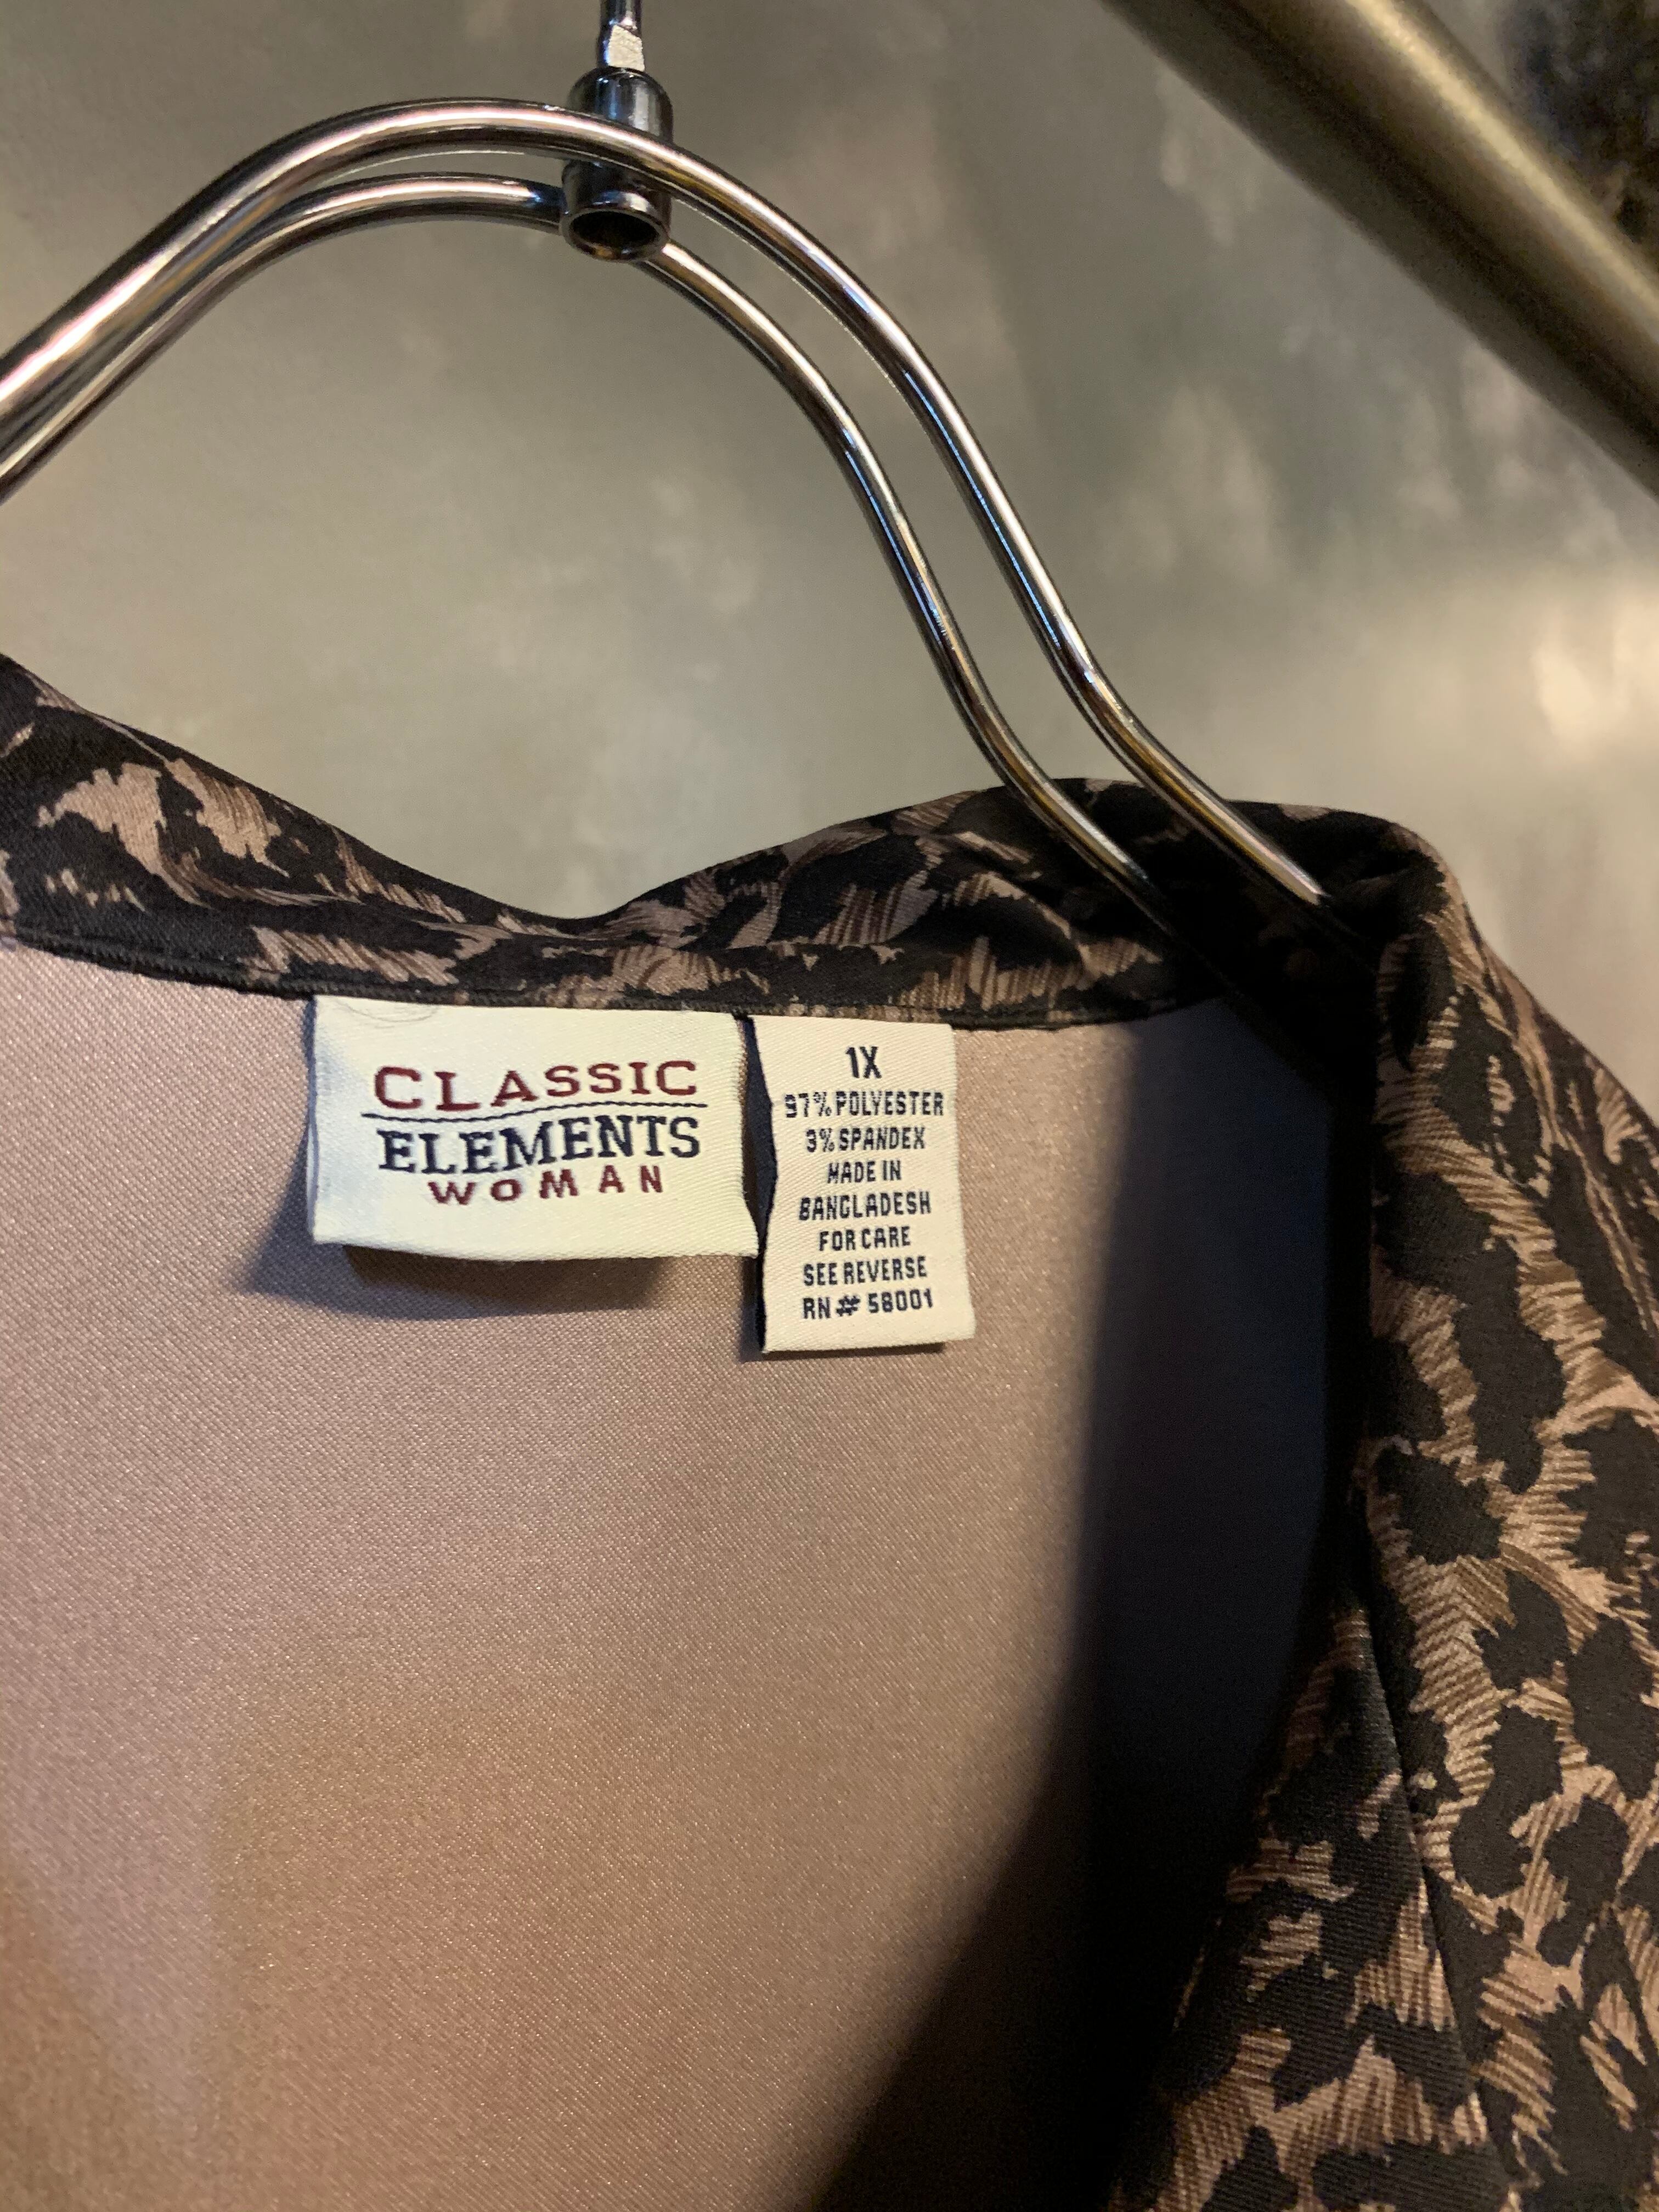 CLASSIC
ELEMENTS
WOMAN
1X
97% POLYESTER
3% SPANDEX
MADE IN
BANGLADESH
FOR CARE
SEE REVERSE
RN# 58001